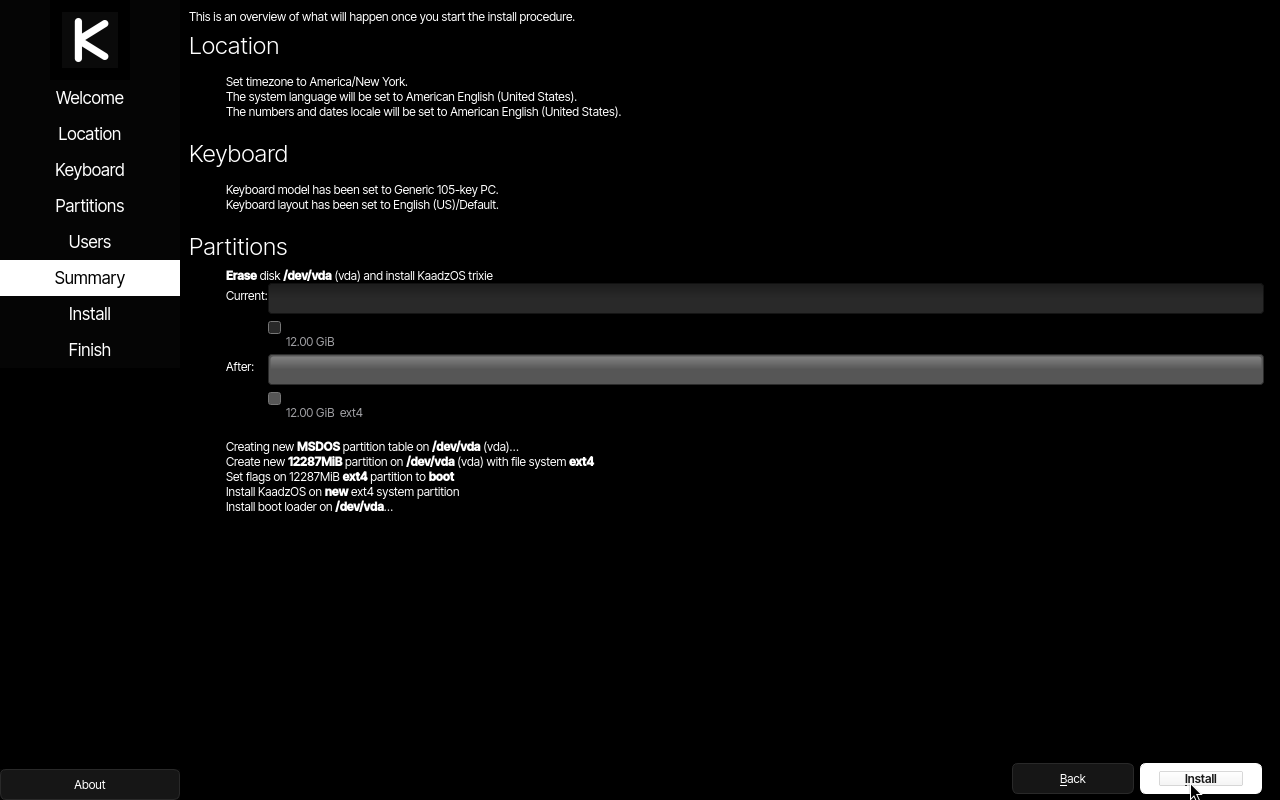 K
This is an overview of what will happen once you start the install procedure.
Location
Set timezone to America/New York.
The system language will be set to American English (United States).
The numbers and dates locale will be set to American English (United States).
Keyboard
Keyboard model has been set to Generic 105-key PC.
Keyboard layout has been set to English (US)/Default.
Partitions
Erase disk /dev/vda (vda) and install KaadzOS trixie
Current:
12.00 GiB
After:
12.00 GiB ext4
Creating new MSDOS partition table on /dev/vda (vda)...
Create new 12287MiB partition on /dev/vda (vda) with file system ext4
Set flags on 12287MiB ext4 partition to boot
Install KaadzOS on new ext4 system partition
Install boot loader on /dev/vda...
Welcome
Location
Keyboard
Partitions
Users
Summary
Install
Finish
About
Back
Install